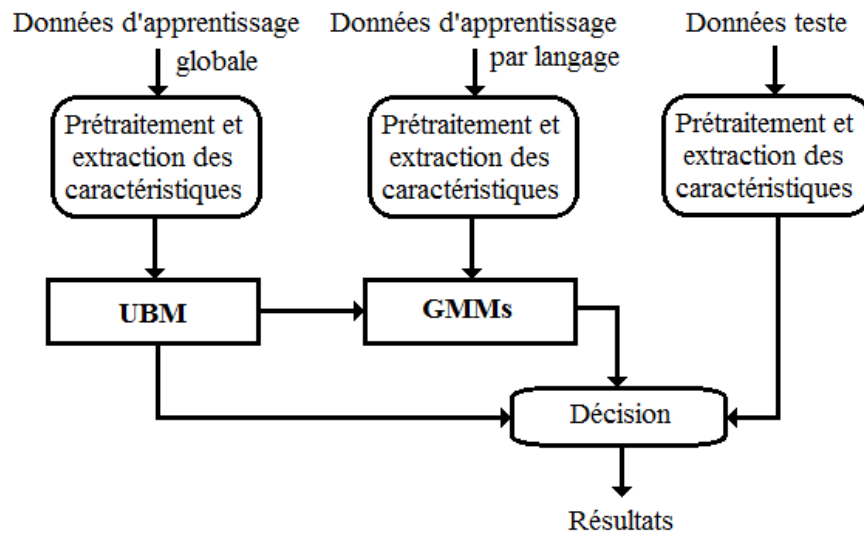 Données d'apprentissage
globale
Données d'apprentissage
par langage
Données teste
Prétraitement et
extraction des
caractéristiques
Prétraitement et
extraction des
caractéristiques
Prétraitement et
extraction des
caractéristiques
UBM
GMMs
Décision
Résultats